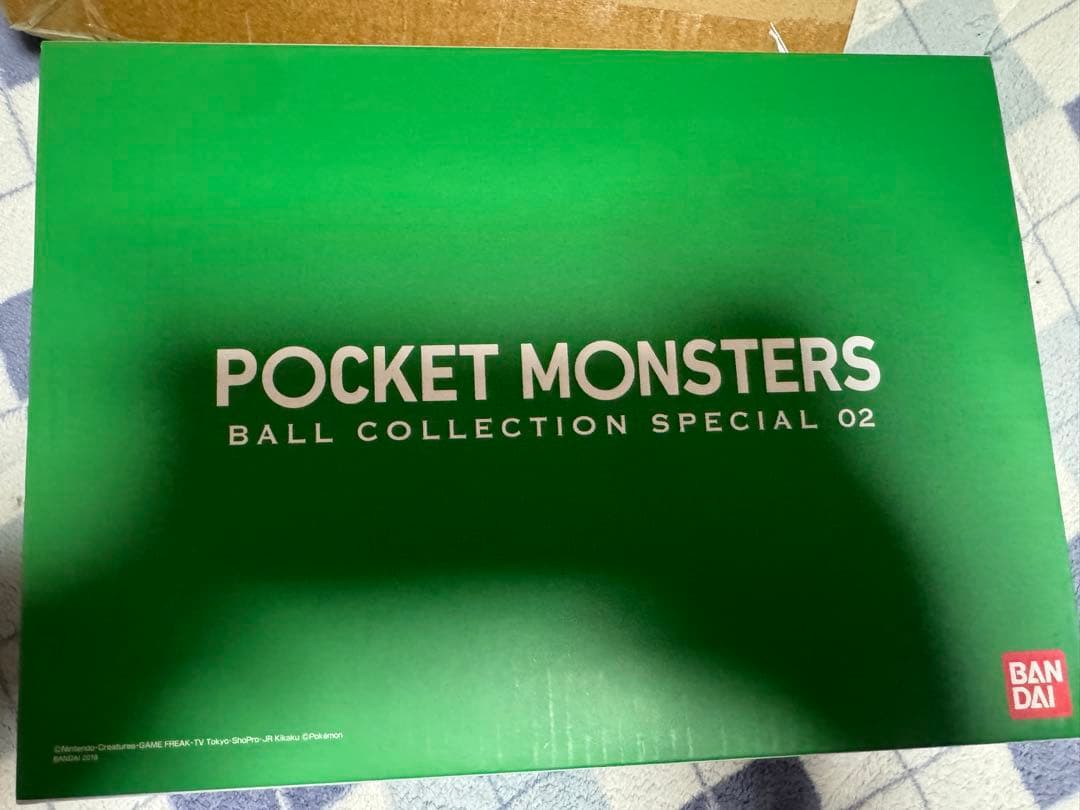 POCKET MONSTERS
BALL COLLECTION SPECIAL 02
BAN
DAI
©Nintendo·Creatures·GAME FREAK·TV Tokyo·ShoPro·JR Kikaku ©Pokémon
BANDAI 2018